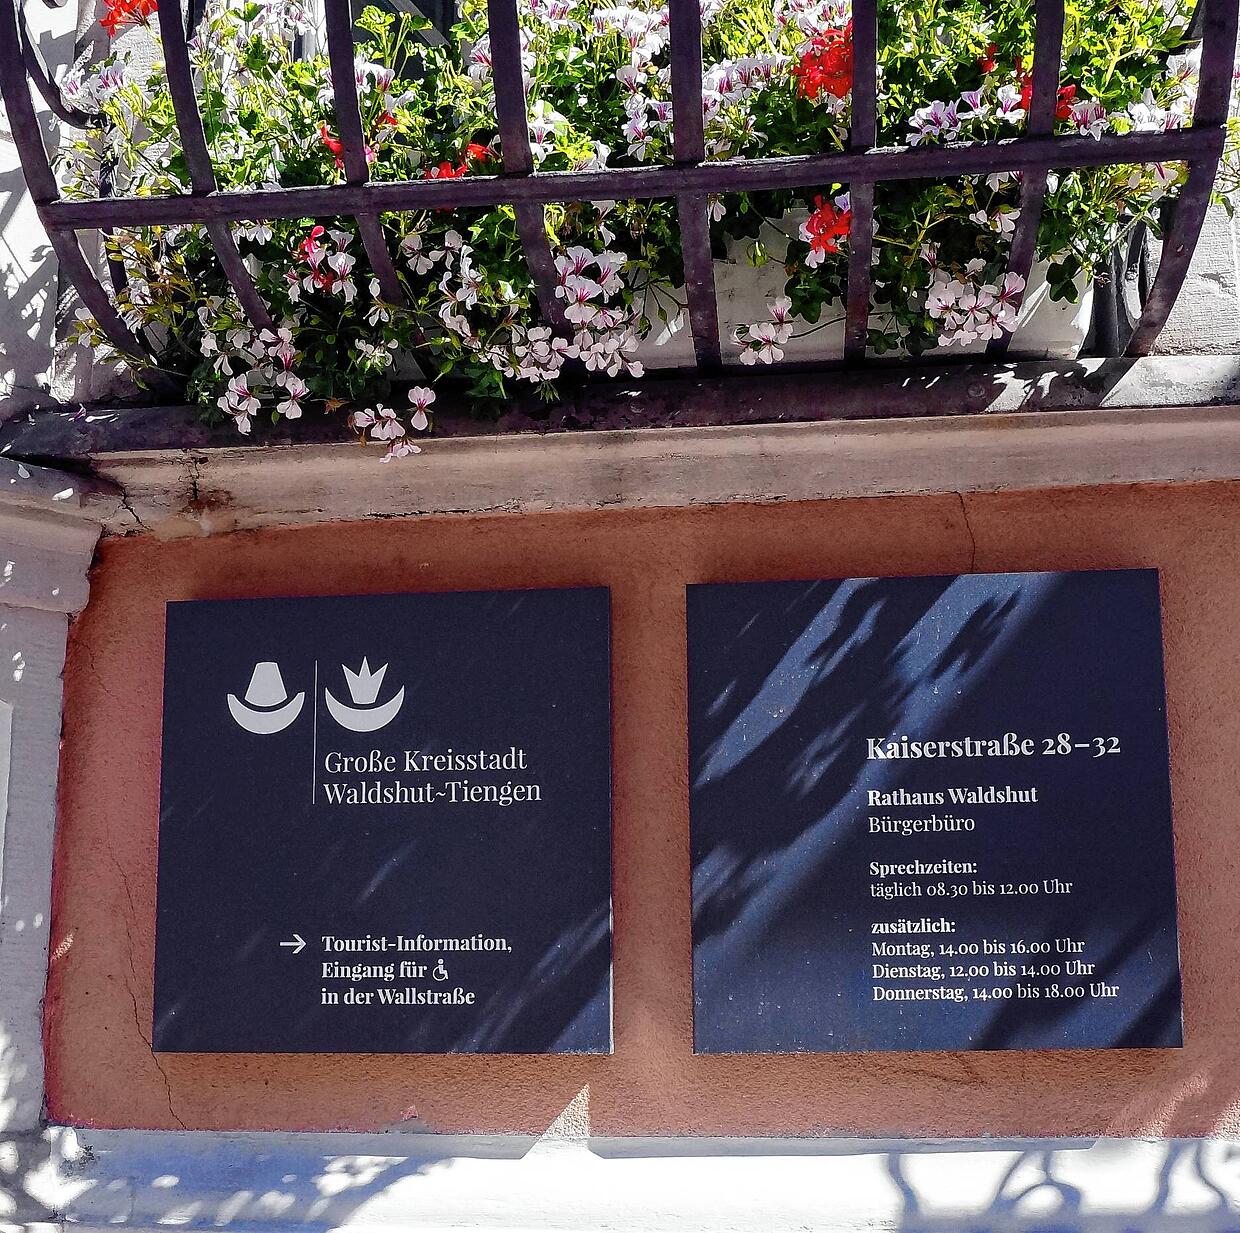 Große Kreisstadt
Waldshut~Tiengen
→ Tourist-Information,
Eingang für ♿
in der Wallstraße
Kaiserstraße 28–32
Rathaus Waldshut
Bürgerbüro
Sprechzeiten:
täglich 08.30 bis 12.00 Uhr
zusätzlich:
Montag, 14.00 bis 16.00 Uhr
Dienstag, 12.00 bis 14.00 Uhr
Donnerstag, 14.00 bis 18.00 Uhr